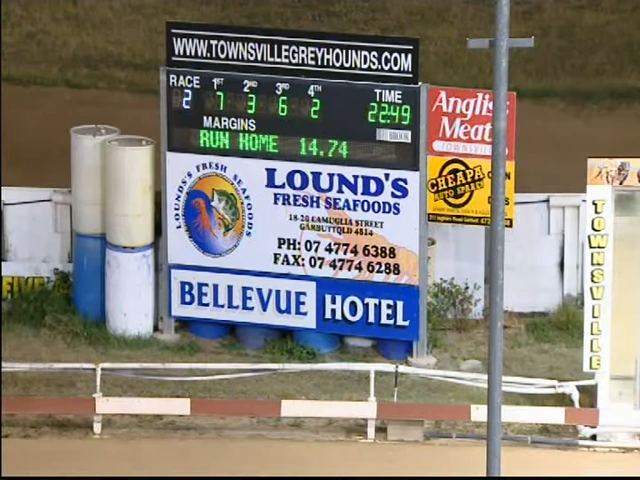 WWW.TOWNSVILLEGREYHOUNDS.COM
RACE 1ST 2ND 3RD 4TH TIME
2 7 3 6 2 22:49
MARGINS
RUN HOME 14.74
LOUND'S FRESH SEAFOODS
LOUND'S
FRESH SEAFOODS
18-20 CAMUGLIA STREET
GARBUTTQLD 4814
PH: 07 4774 6388
FAX: 07 4774 6288
BELLEVUE HOTEL
Anglis
Meat
TOWNSVILLE
CHEAPA
AUTO SPARES
FIVE
TOWNSVILLE